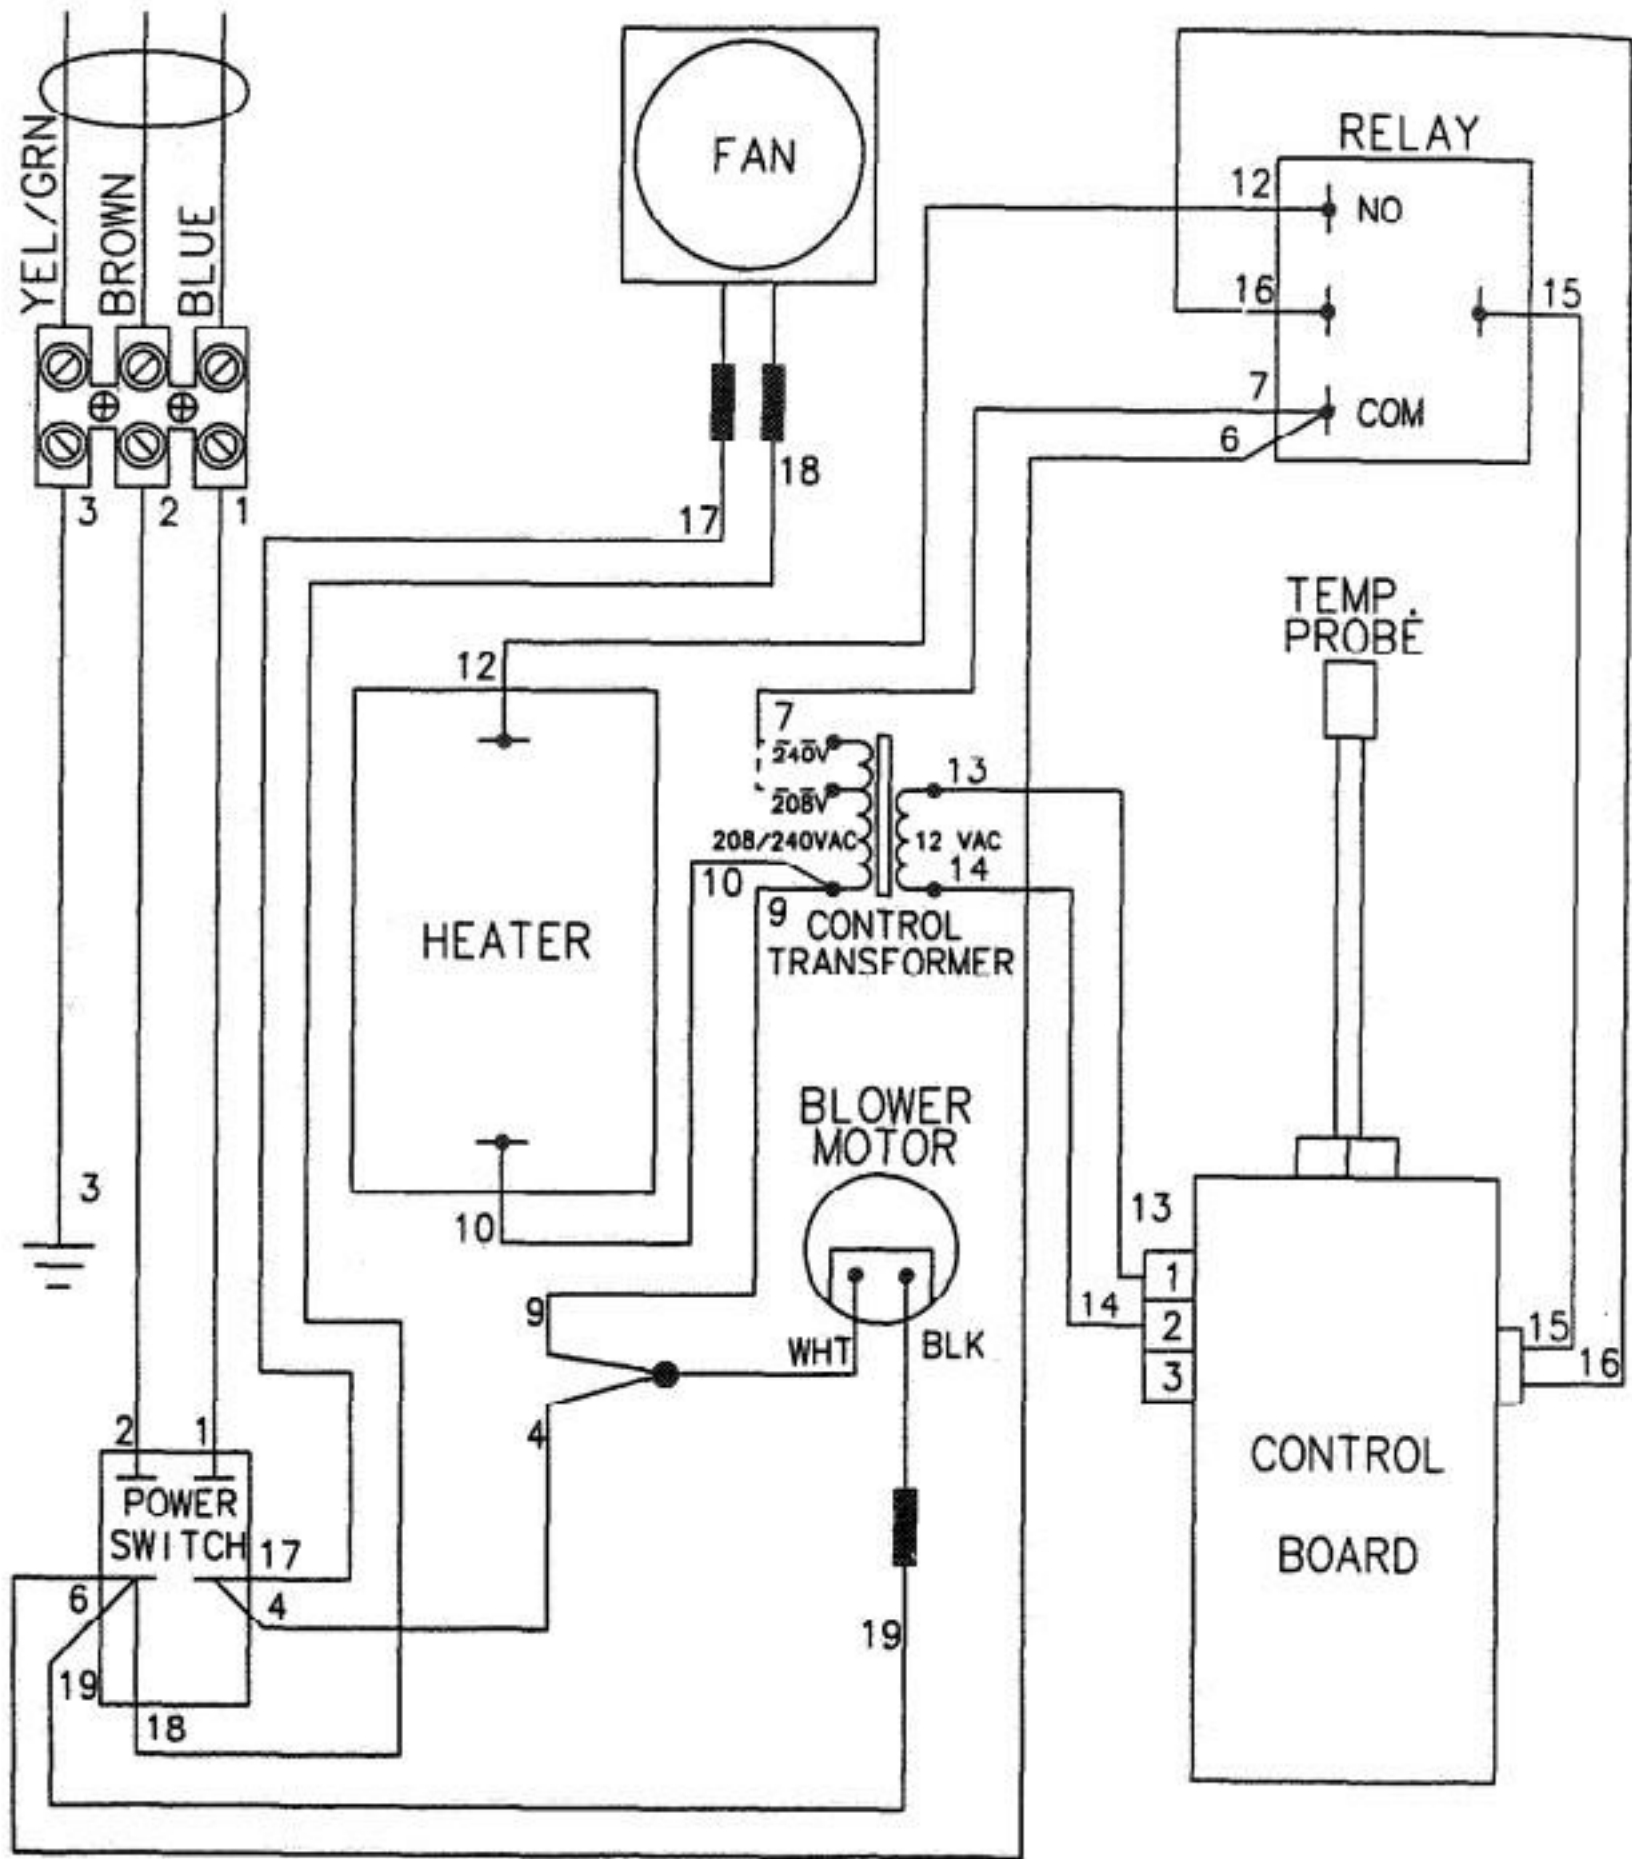 YEL/GRN
BROWN
BLUE
FAN
RELAY
12
NO
16
15
7
COM
6
3
2
1
18
17
TEMP.
PROBE
12
7
240V
13
208V
208/240VAC
12 VAC
10
14
9
CONTROL
TRANSFORMER
HEATER
BLOWER
MOTOR
3
10
13
1
9
14
2
15
WHT
BLK
3
16
2
1
4
CONTROL
BOARD
POWER
SWITCH
17
6
4
19
19
18